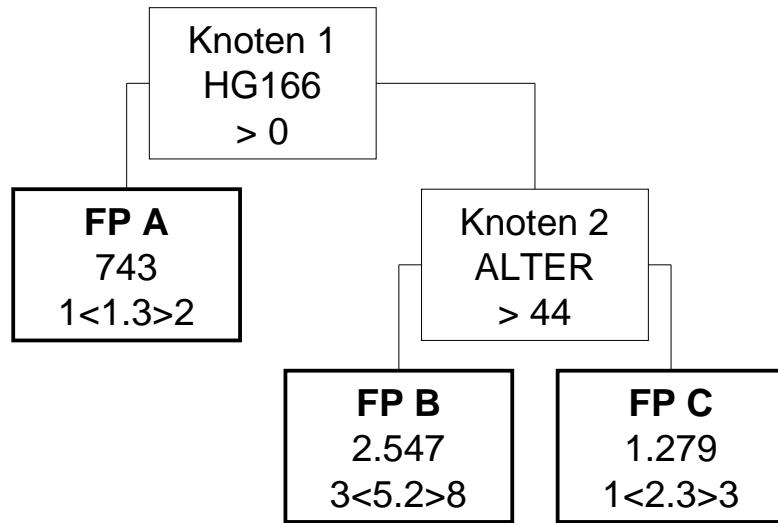 Knoten 1
HG166
> 0
FP A
743
1<1.3>2
Knoten 2
ALTER
> 44
FP B
2.547
3<5.2>8
FP C
1.279
1<2.3>3